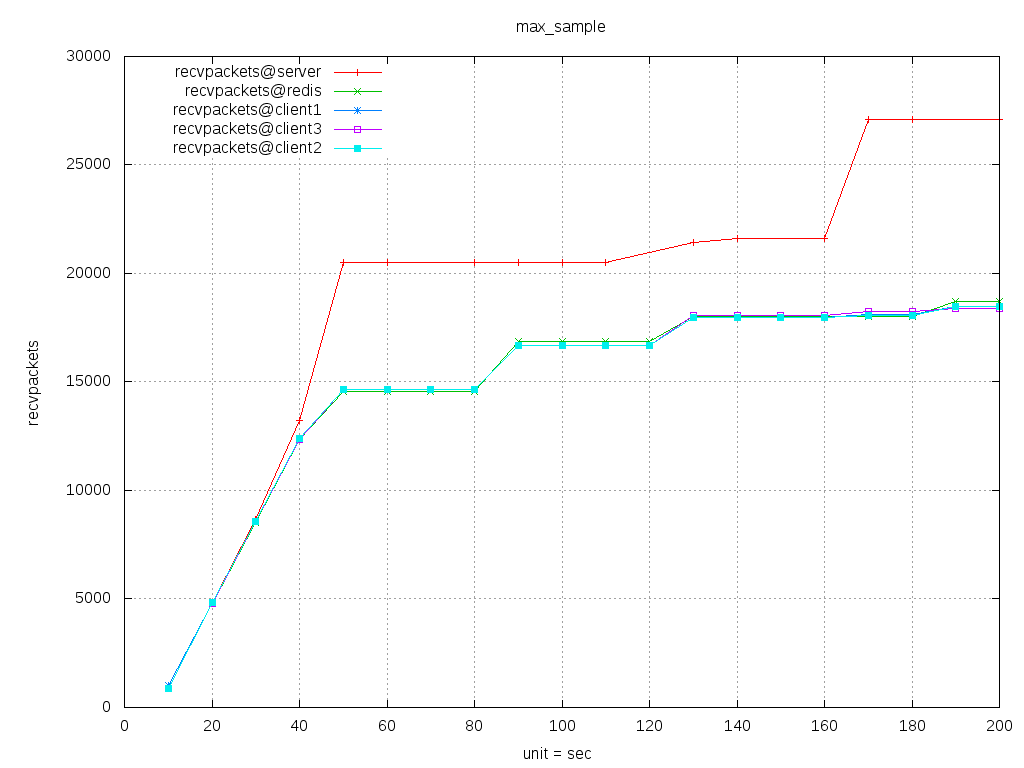 max_sample
30000
25000
20000
15000
10000
5000
0
recvpackets
recvpackets@server
recvpackets@redis
recvpackets@client1
recvpackets@client3
recvpackets@client2
0 20 40 60 80 100 120 140 160 180 200
unit = sec